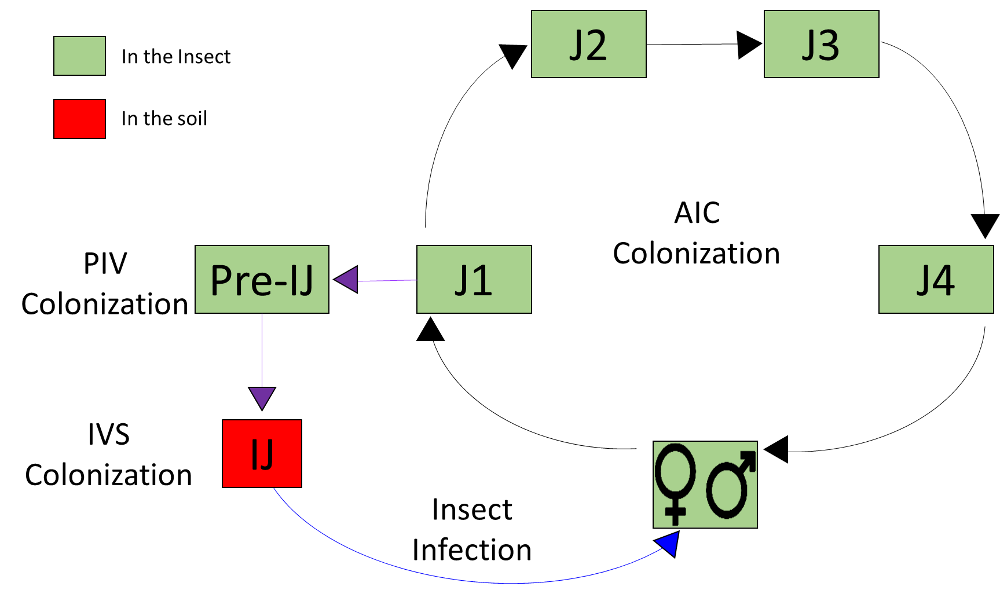 In the Insect
In the soil
J2
J3
AIC
Colonization
PIV
Colonization
Pre-IJ
J1
J4
IVS
Colonization
IJ
Insect
Infection